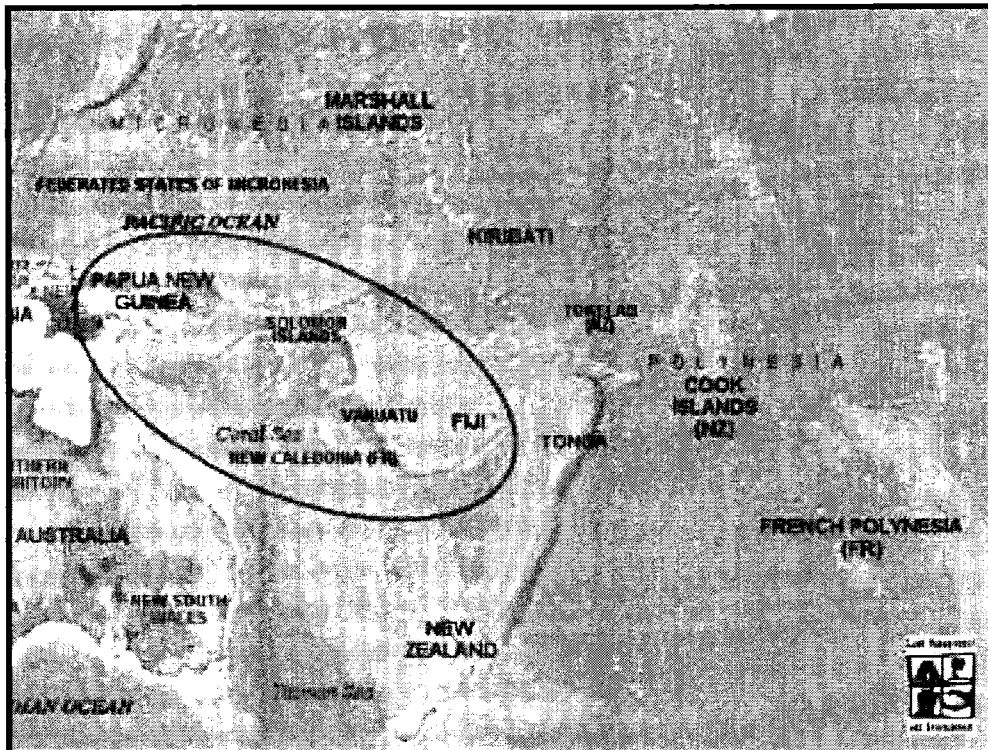 MARSHALL
ISLANDS
MICRONESIA
FEDERATED STATES OF MICRONESIA
PACIFIC OCEAN
KIRIBATI
PAPUA NEW
GUINEA
SOLOMON
ISLANDS
TOKELAU
(NZ)
POLYNESIA
COOK
ISLANDS
(NZ)
VANUATU
FIJI
TONGA
Coral Sea
NEW CALEDONIA (FR)
AUSTRALIA
FRENCH POLYNESIA
(FR)
NEW SOUTH
WALES
NEW
ZEALAND
Tasman Sea
OCEAN